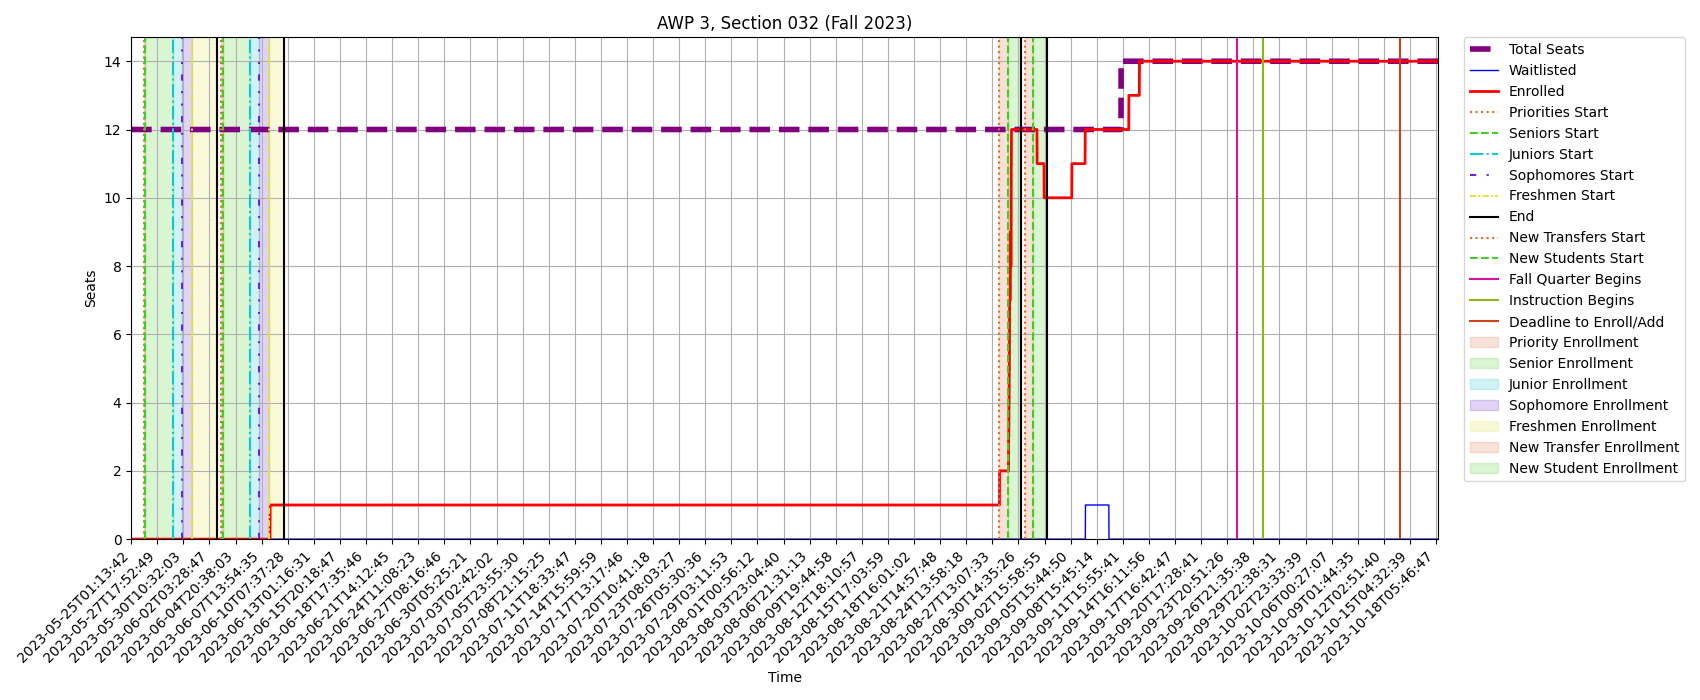 AWP 3, Section 032 (Fall 2023)
Seats
14
12
10
8
6
4
2
0
2023-05-25T01:13:42
2023-05-27T17:52:49
2023-05-30T10:32:03
2023-06-02T03:28:47
2023-06-04T20:38:03
2023-06-07T13:54:35
2023-06-10T07:37:28
2023-06-13T01:16:31
2023-06-15T20:18:47
2023-06-18T17:35:46
2023-06-21T14:12:45
2023-06-24T11:08:23
2023-06-27T08:16:46
2023-06-30T05:25:21
2023-07-03T02:42:02
2023-07-05T23:55:30
2023-07-08T21:15:25
2023-07-11T18:33:47
2023-07-14T15:59:59
2023-07-17T13:17:46
2023-07-20T10:41:18
2023-07-23T08:03:27
2023-07-26T05:30:36
2023-07-29T03:11:53
2023-08-01T00:56:12
2023-08-03T23:04:40
2023-08-06T21:31:13
2023-08-09T19:44:58
2023-08-12T18:10:57
2023-08-15T17:03:59
2023-08-18T16:01:02
2023-08-21T14:57:48
2023-08-24T13:58:18
2023-08-27T13:07:33
2023-08-30T14:35:26
2023-09-02T15:58:55
2023-09-05T15:44:50
2023-09-08T15:45:14
2023-09-11T15:55:41
2023-09-14T16:11:56
2023-09-17T16:42:47
2023-09-20T17:28:41
2023-09-23T20:51:26
2023-09-26T21:35:38
2023-09-29T22:38:31
2023-10-02T23:33:39
2023-10-06T00:27:07
2023-10-09T01:44:35
2023-10-12T02:51:40
2023-10-15T04:32:39
2023-10-18T05:46:47
Time
Total Seats
Waitlisted
Enrolled
Priorities Start
Seniors Start
Juniors Start
Sophomores Start
Freshmen Start
End
New Transfers Start
New Students Start
Fall Quarter Begins
Instruction Begins
Deadline to Enroll/Add
Priority Enrollment
Senior Enrollment
Junior Enrollment
Sophomore Enrollment
Freshmen Enrollment
New Transfer Enrollment
New Student Enrollment